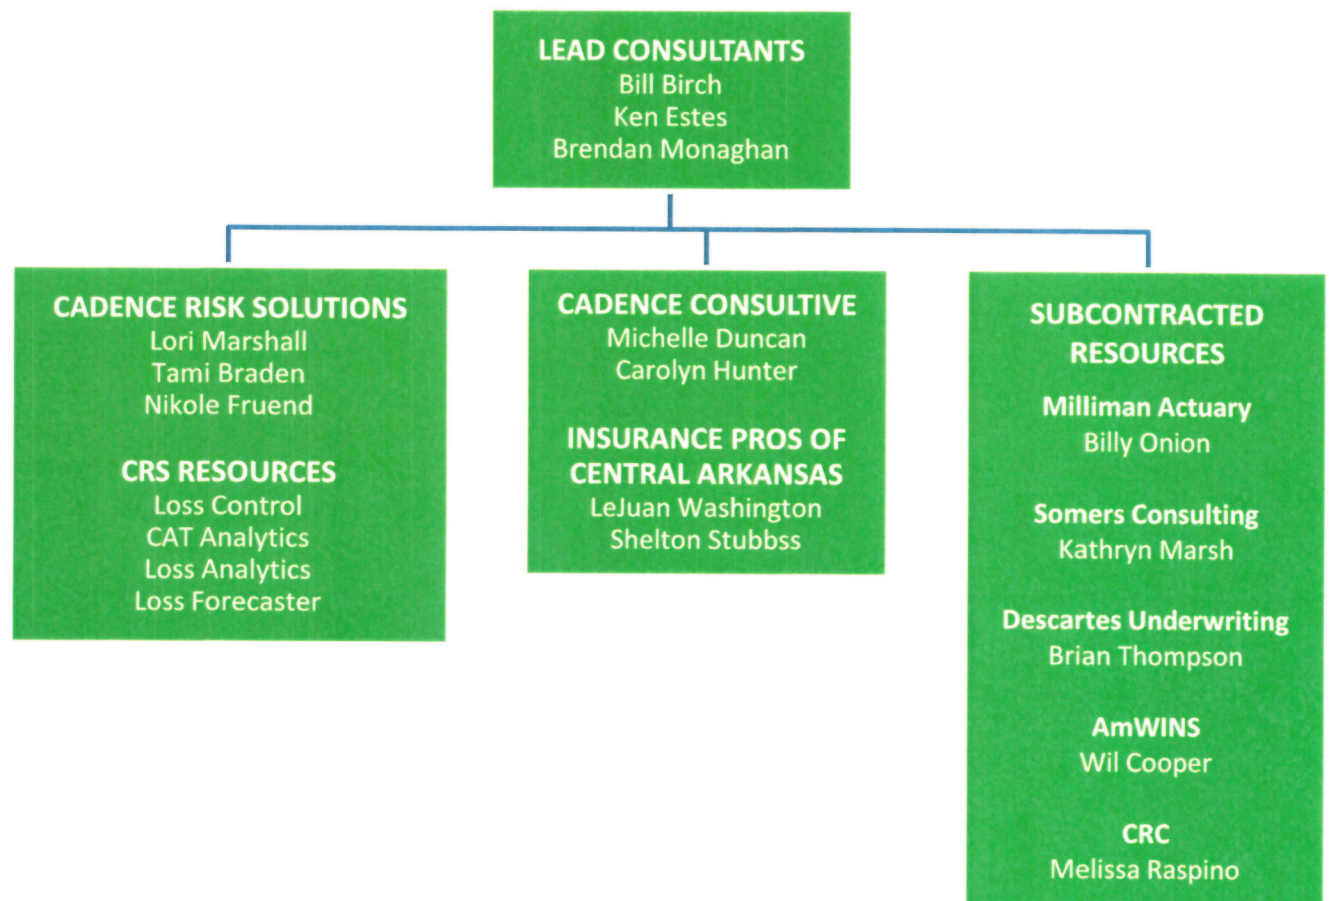 LEAD CONSULTANTS
Bill Birch
Ken Estes
Brendan Monaghan
CADENCE RISK SOLUTIONS
Lori Marshall
Tami Braden
Nikole Fruend
CRS RESOURCES
Loss Control
CAT Analytics
Loss Analytics
Loss Forecaster
CADENCE CONSULTIVE
Michelle Duncan
Carolyn Hunter
INSURANCE PROS OF
CENTRAL ARKANSAS
LeJuan Washington
Shelton Stubbss
SUBCONTRACTED
RESOURCES
Milliman Actuary
Billy Onion
Somers Consulting
Kathryn Marsh
Descartes Underwriting
Brian Thompson
AmWINS
Wil Cooper
CRC
Melissa Raspino